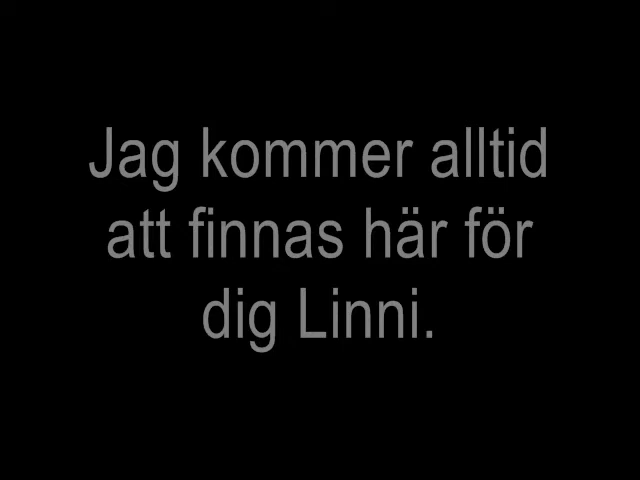 Jag kommer alltid
att finnas här för
dig Linni.